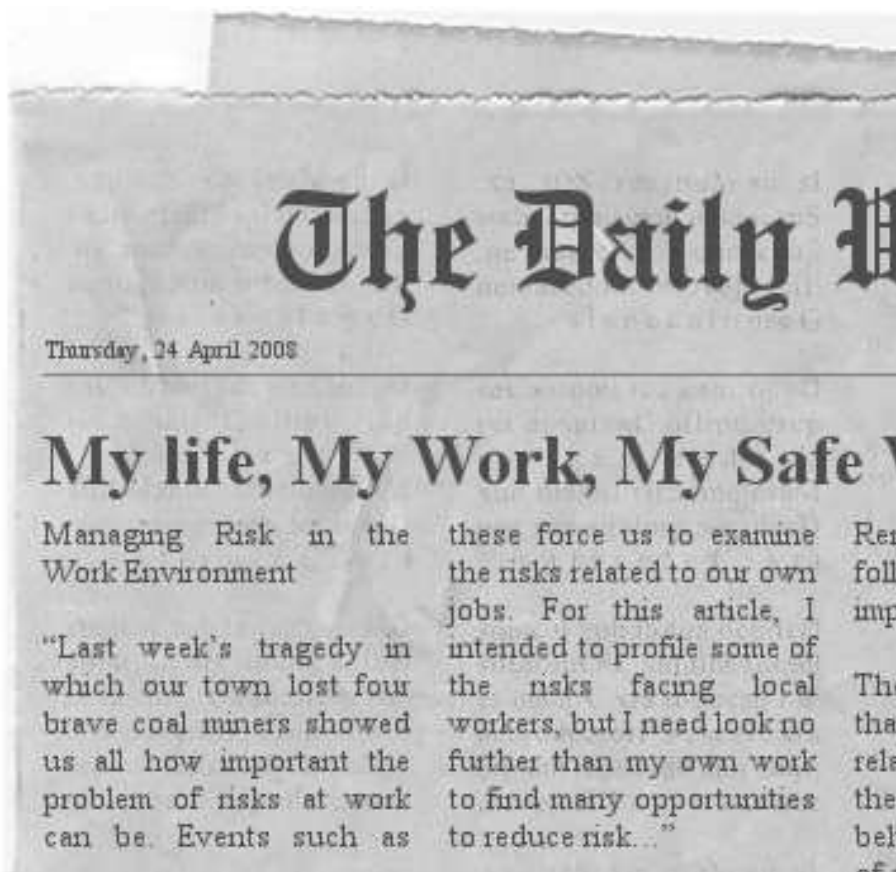 The Daily
Thursday, 24 April 2008
My life, My Work, My Safe
Managing Risk in the
Work Environment
“Last week’s tragedy in
which our town lost four
brave coal miners showed
us all how important the
problem of risks at work
can be. Events such as
these force us to examine
the risks related to our own
jobs. For this article, I
intended to profile some of
the risks facing local
workers, but I need look no
further than my own work
to find many opportunities
to reduce risk...”